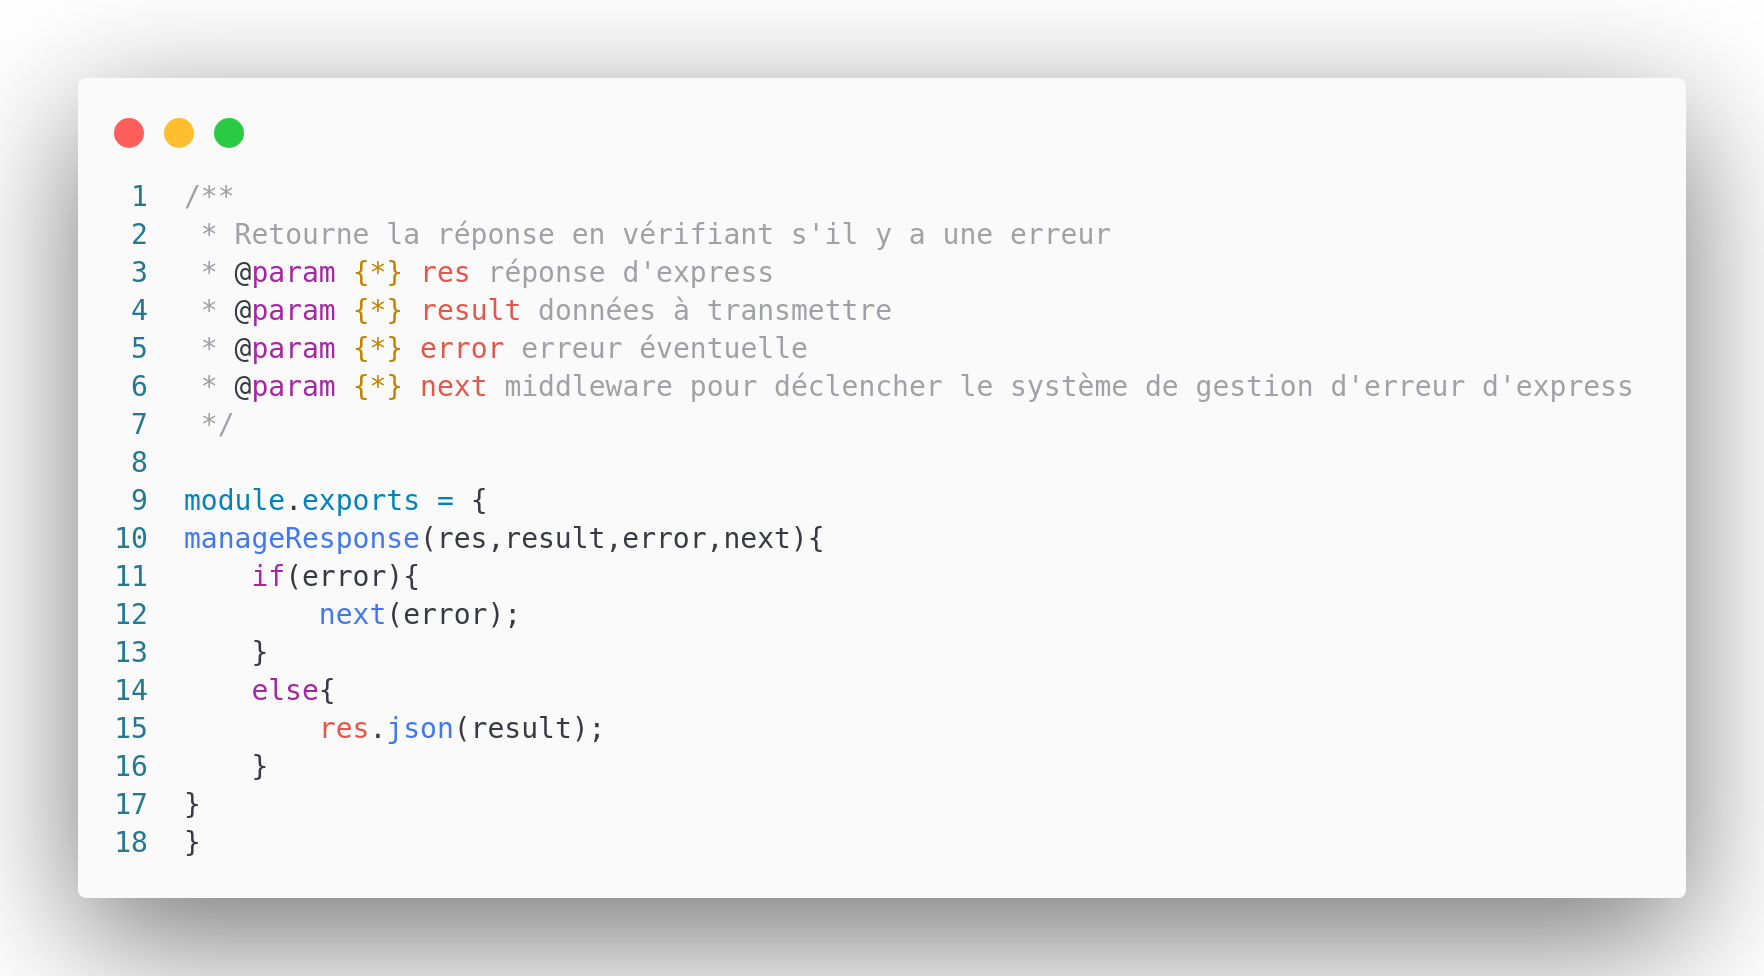 1 /**
2  * Retourne la réponse en vérifiant s'il y a une erreur
3  * @param {*} res réponse d'express
4  * @param {*} result données à transmettre
5  * @param {*} error erreur éventuelle
6  * @param {*} next middleware pour déclencher le système de gestion d'erreur d'express
7  */
8
9 module.exports = {
10 manageResponse(res,result,error,next){
11     if(error){
12         next(error);
13     }
14     else{
15         res.json(result);
16     }
17 }
18 }